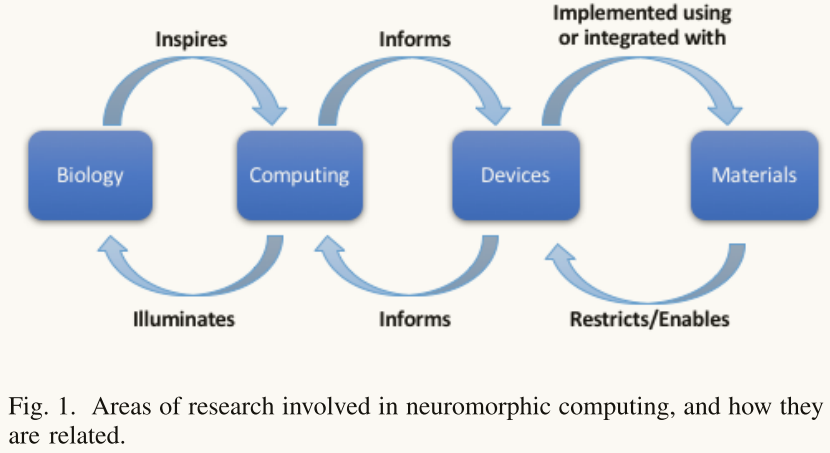 Implemented using
or integrated with
Inspires
Informs
Biology
Computing
Devices
Materials
Illuminates
Informs
Restricts/Enables
Fig. 1. Areas of research involved in neuromorphic computing, and how they
are related.